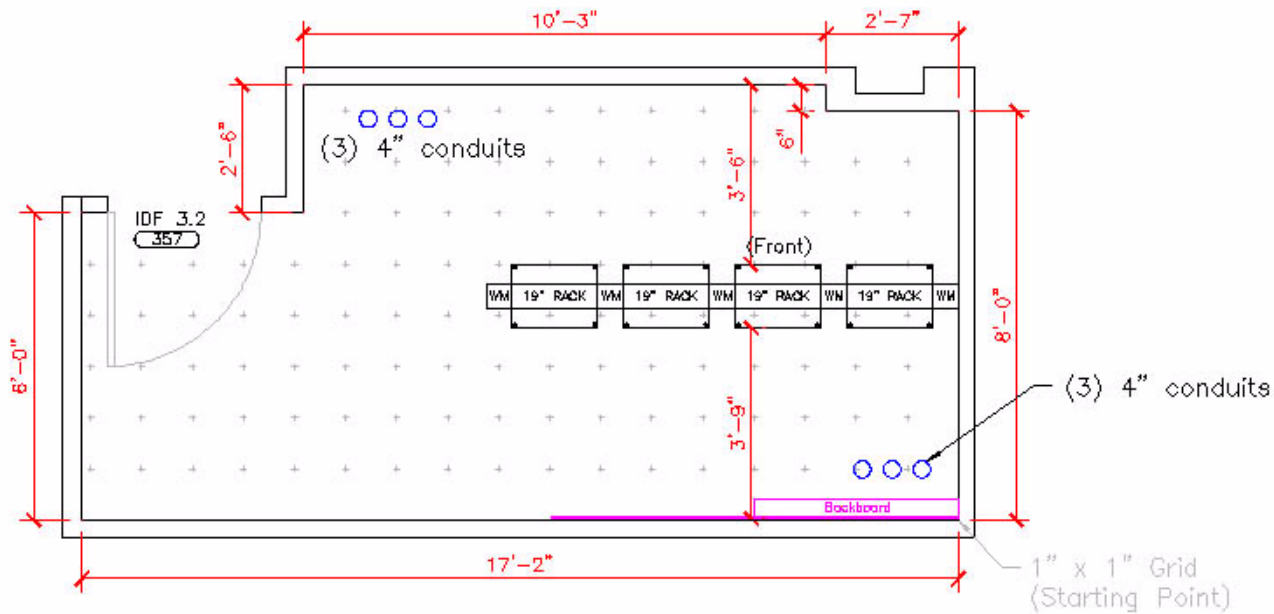 10'-3"
2'-7"
2'-6"
(3) 4" conduits
3'-6"
6"
IDF 3.2
357
(Front)
WM 19" RACK WM 19" RACK WM 19" RACK WM 19" RACK WM
6'-0"
8'-0"
3'-9"
(3) 4" conduits
Backboard
17'-2"
1" x 1" Grid
(Starting Point)